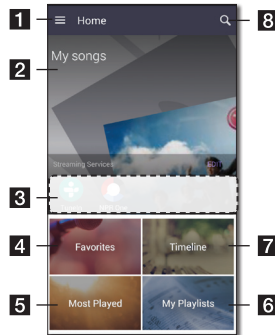 1
Home
8
My songs
2
Streaming Services
EDIT
3
4
Favorites
Timeline
7
5
Most Played
My Playlists
6